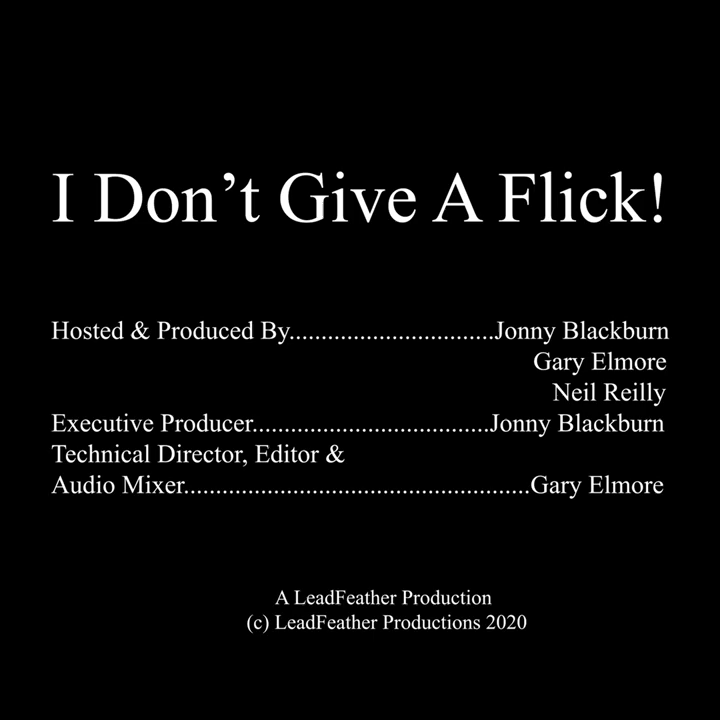 I Don’t Give A Flick!
Hosted & Produced By................................Jonny Blackburn
Gary Elmore
Neil Reilly
Executive Producer.....................................Jonny Blackburn
Technical Director, Editor &
Audio Mixer......................................................Gary Elmore
A LeadFeather Production
(c) LeadFeather Productions 2020